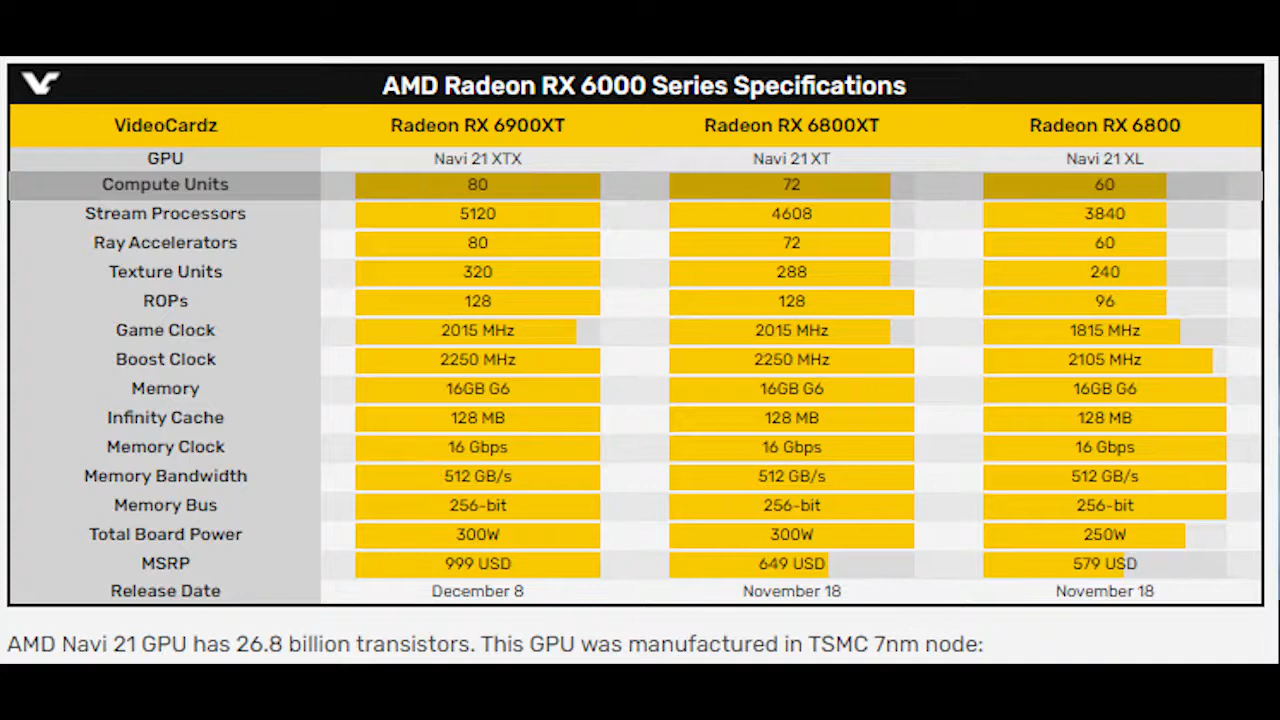 AMD Radeon RX 6000 Series Specifications
VideoCardz Radeon RX 6900XT Radeon RX 6800XT Radeon RX 6800
GPU Navi 21 XTX Navi 21 XT Navi 21 XL
Compute Units 80 72 60
Stream Processors 5120 4608 3840
Ray Accelerators 80 72 60
Texture Units 320 288 240
ROPs 128 128 96
Game Clock 2015 MHz 2015 MHz 1815 MHz
Boost Clock 2250 MHz 2250 MHz 2105 MHz
Memory 16GB G6 16GB G6 16GB G6
Infinity Cache 128 MB 128 MB 128 MB
Memory Clock 16 Gbps 16 Gbps 16 Gbps
Memory Bandwidth 512 GB/s 512 GB/s 512 GB/s
Memory Bus 256-bit 256-bit 256-bit
Total Board Power 300W 300W 250W
MSRP 999 USD 649 USD 579 USD
Release Date December 8 November 18 November 18
AMD Navi 21 GPU has 26.8 billion transistors. This GPU was manufactured in TSMC 7nm node: